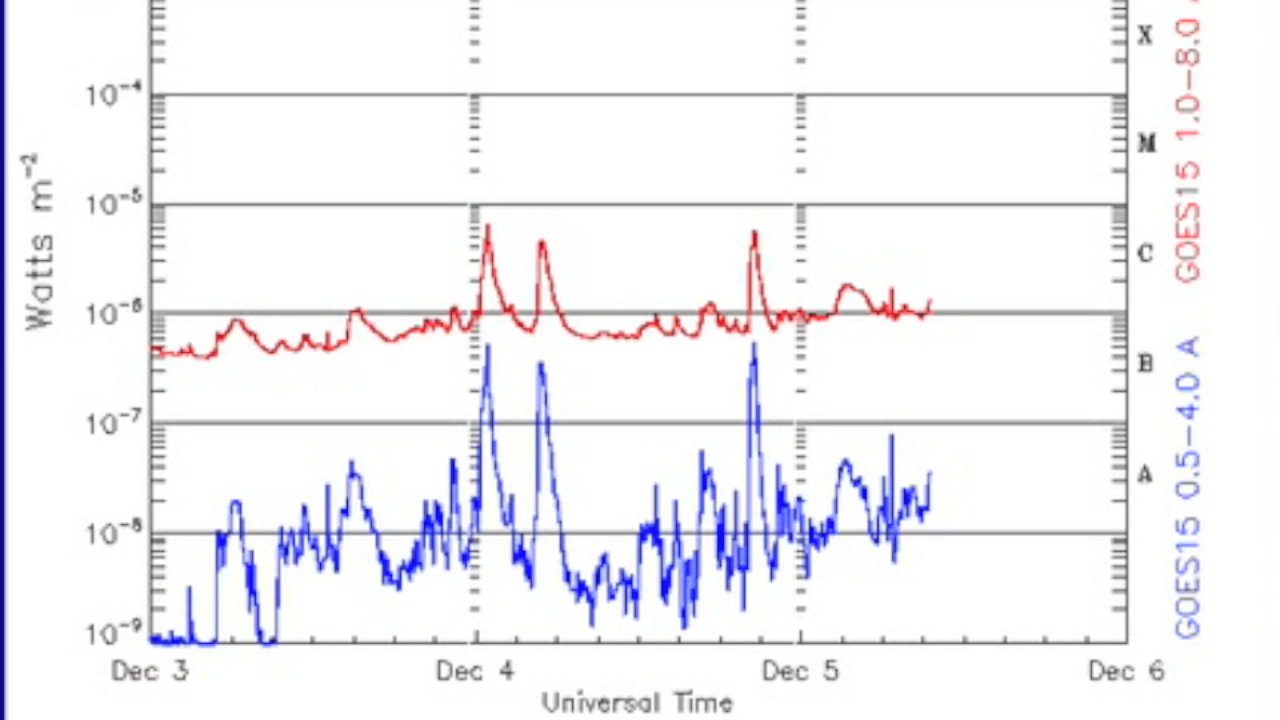 X
10⁻⁴
M
10⁻⁵
C
10⁻⁶
B
10⁻⁷
A
10⁻⁸
10⁻⁹
Watts m⁻²
Dec 3 Dec 4 Dec 5 Dec 6
Universal Time
GOES15 1.0-8.0
GOES15 0.5-4.0 A